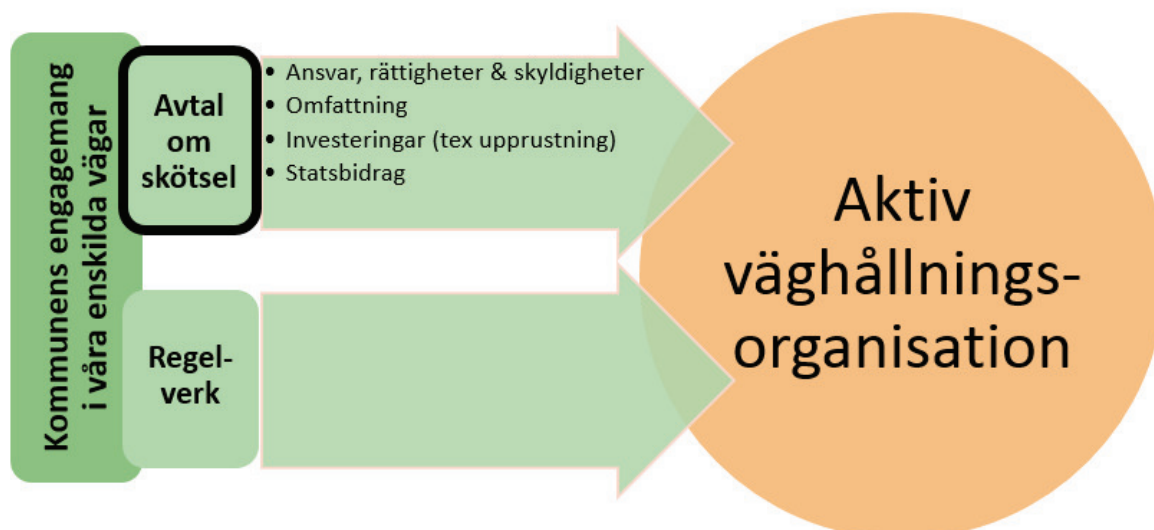 Kommunens engagemang
i våra enskilda vägar
Avtal
om
skötsel
• Ansvar, rättigheter & skyldigheter
• Omfattning
• Investeringar (tex upprustning)
• Statsbidrag
Regel-
verk
Aktiv
väghållnings-
organisation